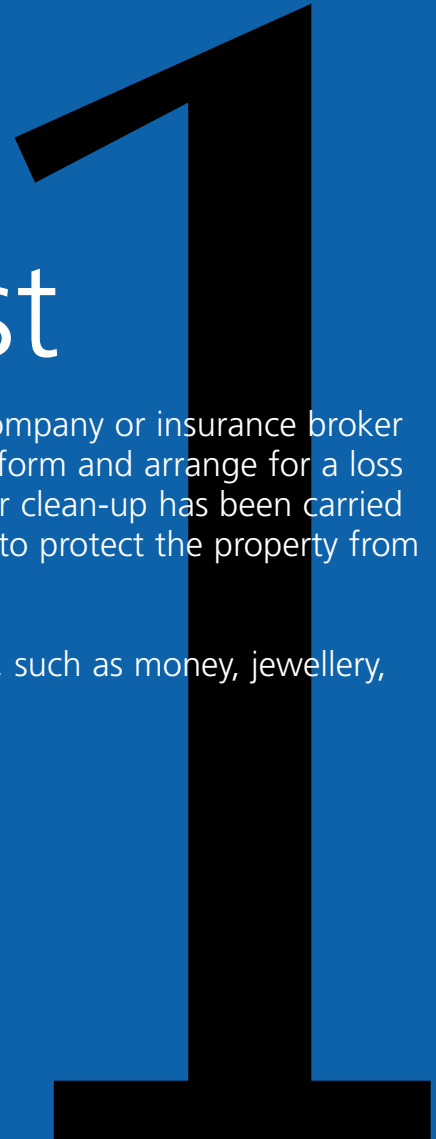 1
st
ompany or insurance broker
form and arrange for a loss
r clean-up has been carried
to protect the property from
such as money, jewellery,